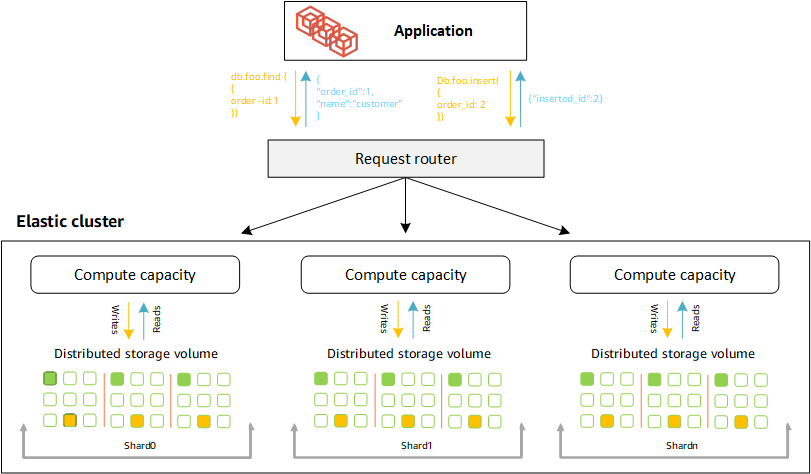 Application
db.foo.find (
{
order -id:1
})
{
"order_id":1,
"name":"customer"
}
Db.foo.insert(
{
order_id: 2
})
{"inserted_id":2}
Request router
Elastic cluster
Compute capacity
Compute capacity
Compute capacity
Writes
Reads
Writes
Reads
Writes
Reads
Distributed storage volume
Distributed storage volume
Distributed storage volume
Shard0
Shard1
Shardn